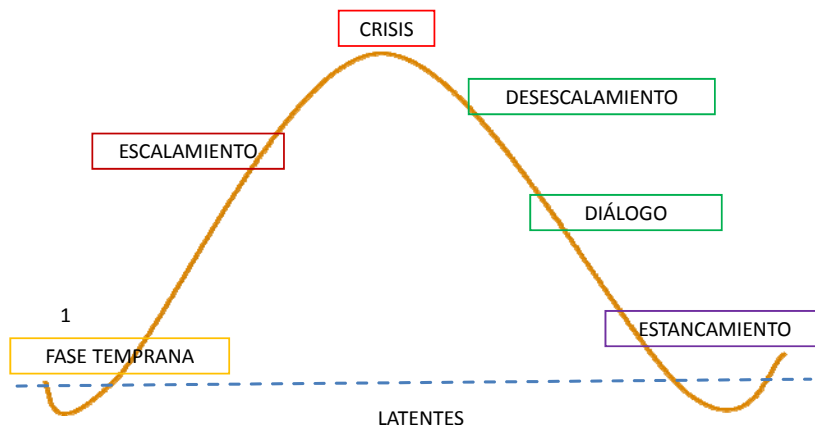 CRISIS
DESESCALAMIENTO
ESCALAMIENTO
DIÁLOGO
1
ESTANCAMIENTO
FASE TEMPRANA
LATENTES